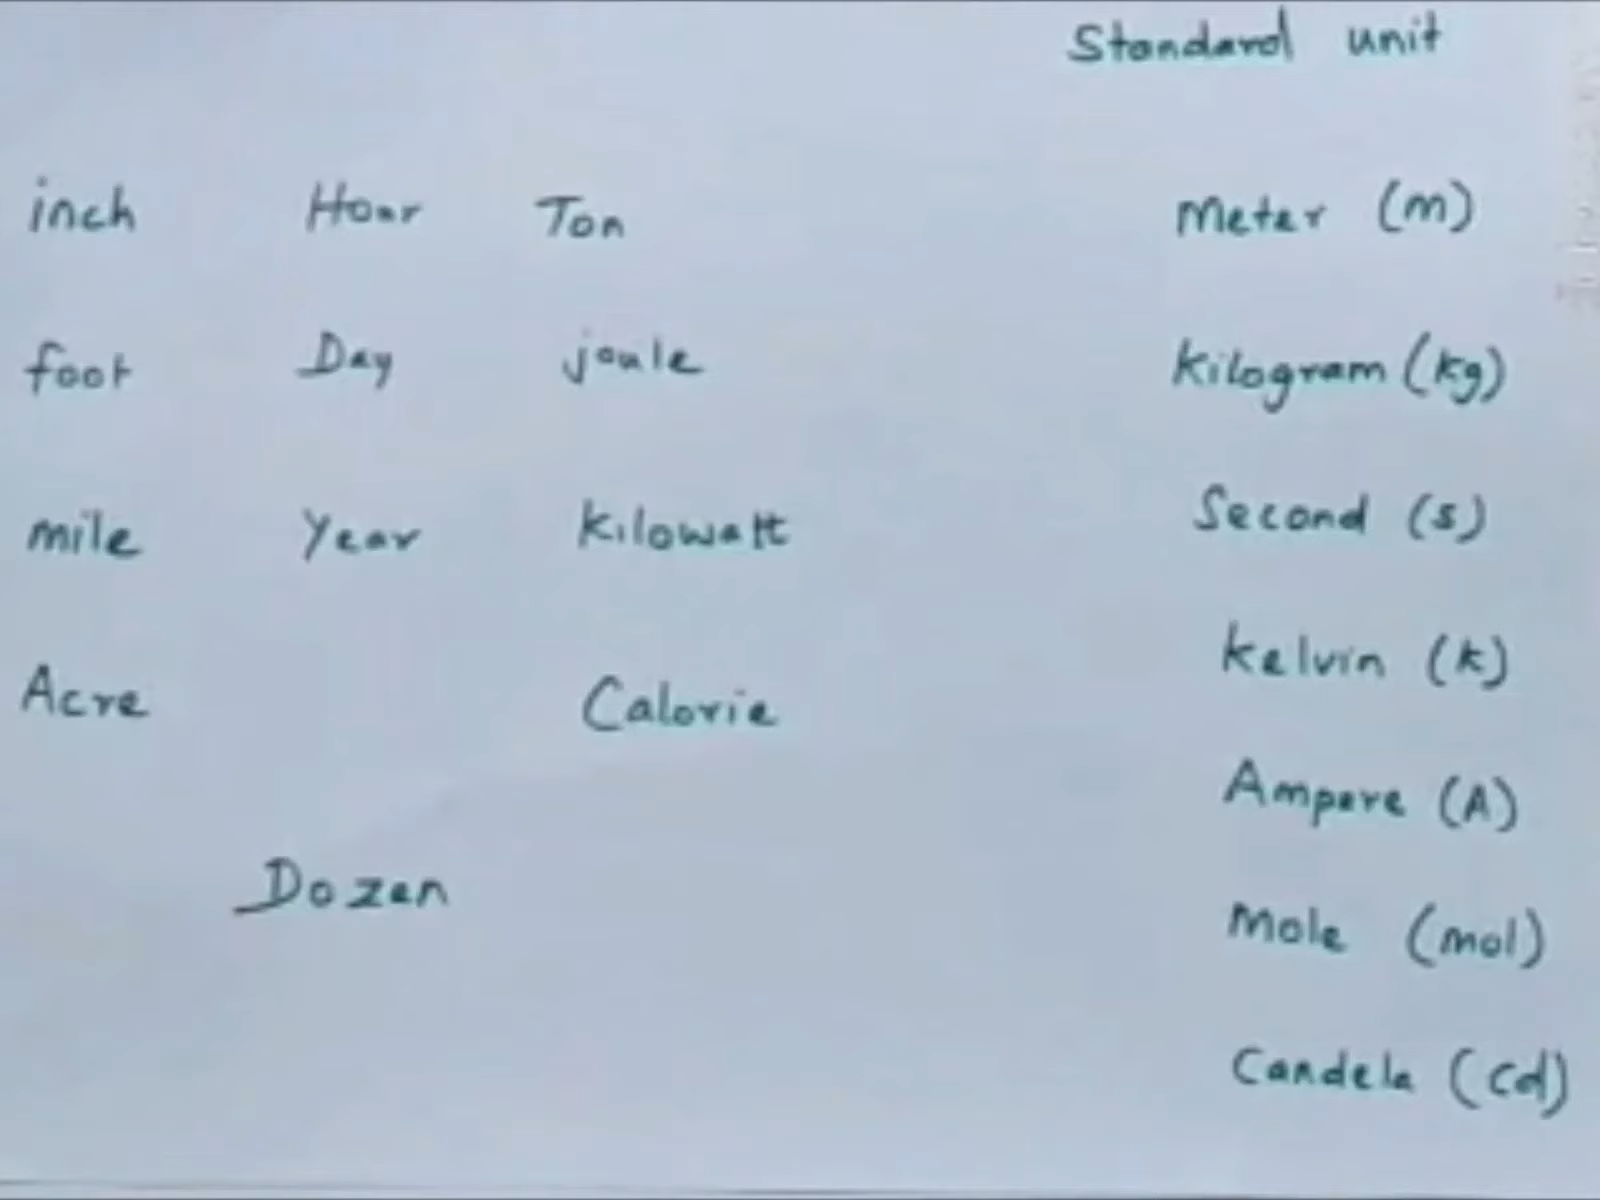 Standard unit
inch Hour Ton Meter (m)
foot Day joule Kilogram (kg)
mile Year Kilowatt Second (s)
Acre Calorie Kelvin (k)
Ampere (A)
Dozen Mole (mol)
Candela (Cd)